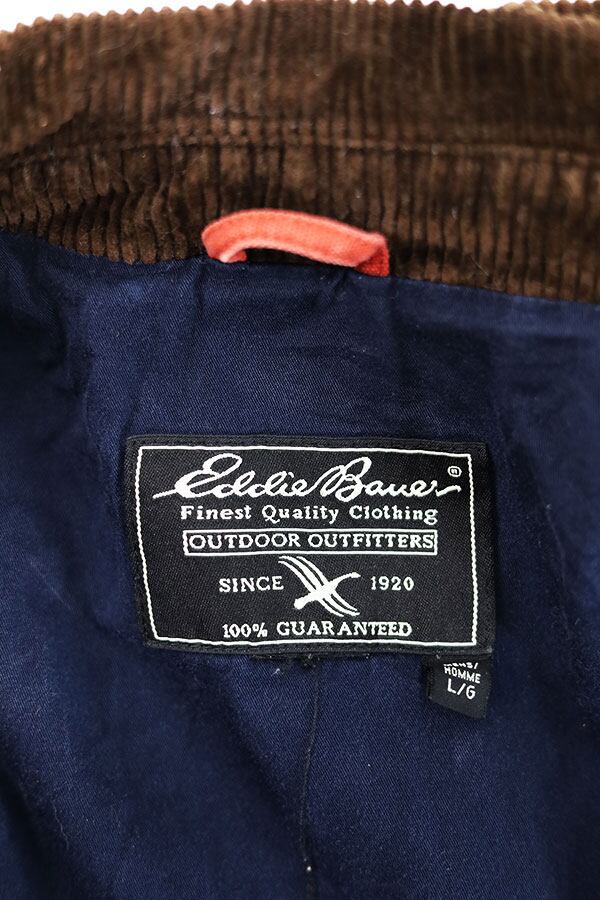 Eddie Bauer®
Finest Quality Clothing
OUTDOOR OUTFITTERS
SINCE 1920
100% GUARANTEED
HOMME
L/G